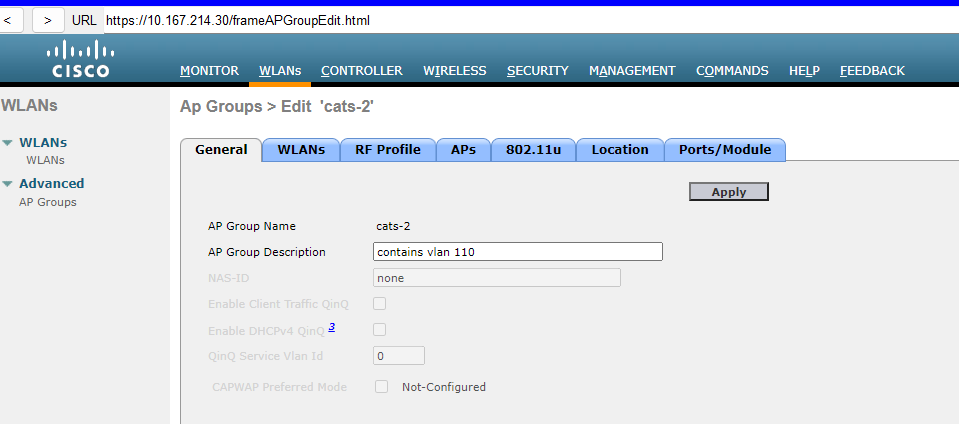 < > URL https://10.167.214.30/frameAPGroupEdit.html
CISCO
MONITOR WLANs CONTROLLER WIRELESS SECURITY MANAGEMENT COMMANDS HELP FEEDBACK
WLANs
WLANs
WLANs
Advanced
AP Groups
Ap Groups > Edit 'cats-2'
General WLANs RF Profile APs 802.11u Location Ports/Module
Apply
AP Group Name cats-2
AP Group Description contains vlan 110
NAS-ID none
Enable Client Traffic QinQ
Enable DHCPv4 QinQ 3
QinQ Service Vlan Id 0
CAPWAP Preferred Mode Not-Configured